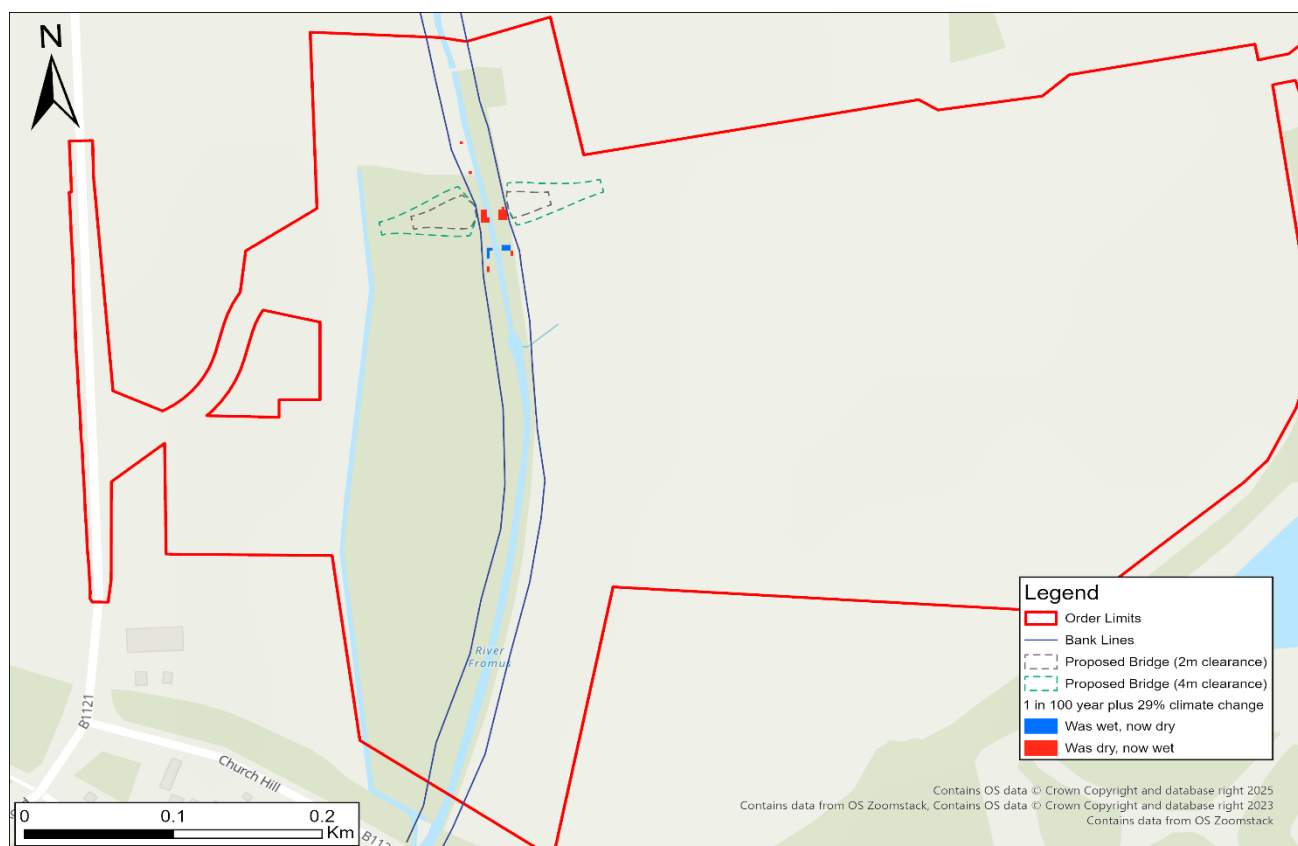 N
River
Fromus
B1121
Church Hill
0 0.1 0.2
Km
Legend
Order Limits
Bank Lines
Proposed Bridge (2m clearance)
Proposed Bridge (4m clearance)
1 in 100 year plus 29% climate change
Was wet, now dry
Was dry, now wet
Contains OS data © Crown Copyright and database right 2025
Contains data from OS Zoomstack, Contains OS data © Crown Copyright and database right 2023
Contains data from OS Zoomstack